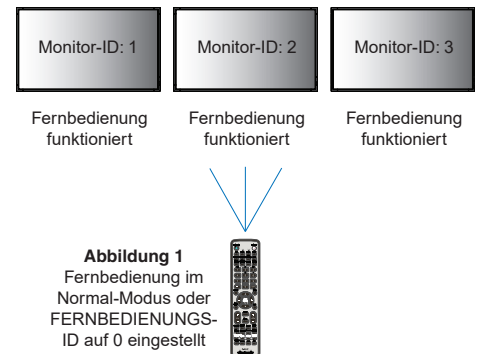 Monitor-ID: 1
Monitor-ID: 2
Monitor-ID: 3
Fernbedienung
funktioniert
Fernbedienung
funktioniert
Fernbedienung
funktioniert
Abbildung 1
Fernbedienung im
Normal-Modus oder
FERNBEDIENUNGS-
ID auf 0 eingestellt